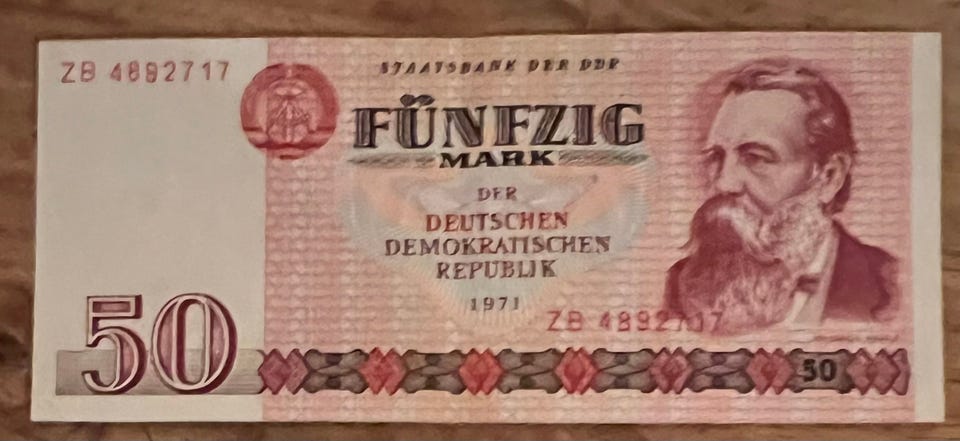 ZB 4892717
STAATSBANK DER DDR
FÜNFZIG
MARK
DER
DEUTSCHEN
DEMOKRATISCHEN
REPUBLIK
1971
ZB 4892717
50
50